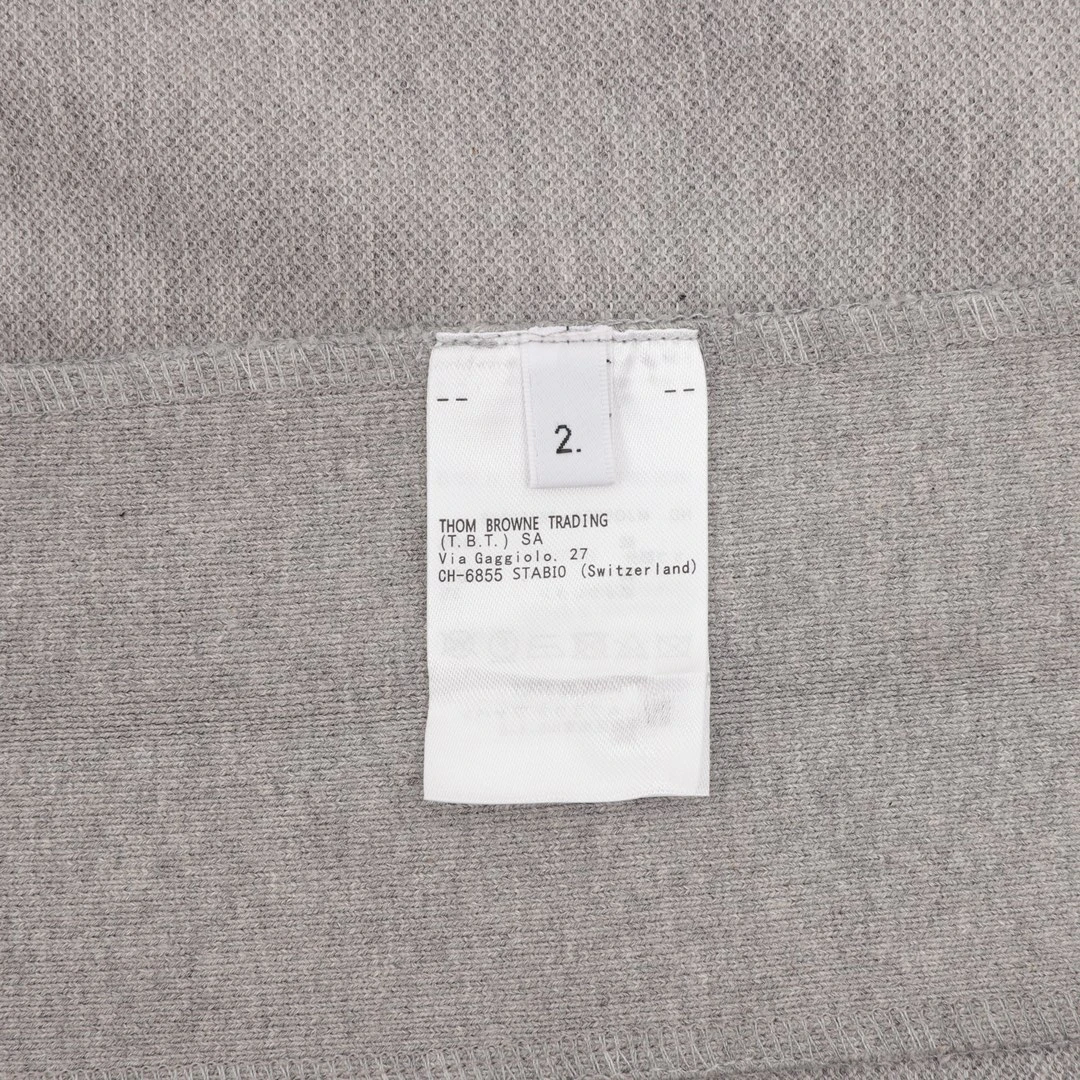 2.
THOM BROWNE TRADING
(T.B.T.) SA
Via Gaggiolo. 27
CH-6855 STABIO (Switzerland)